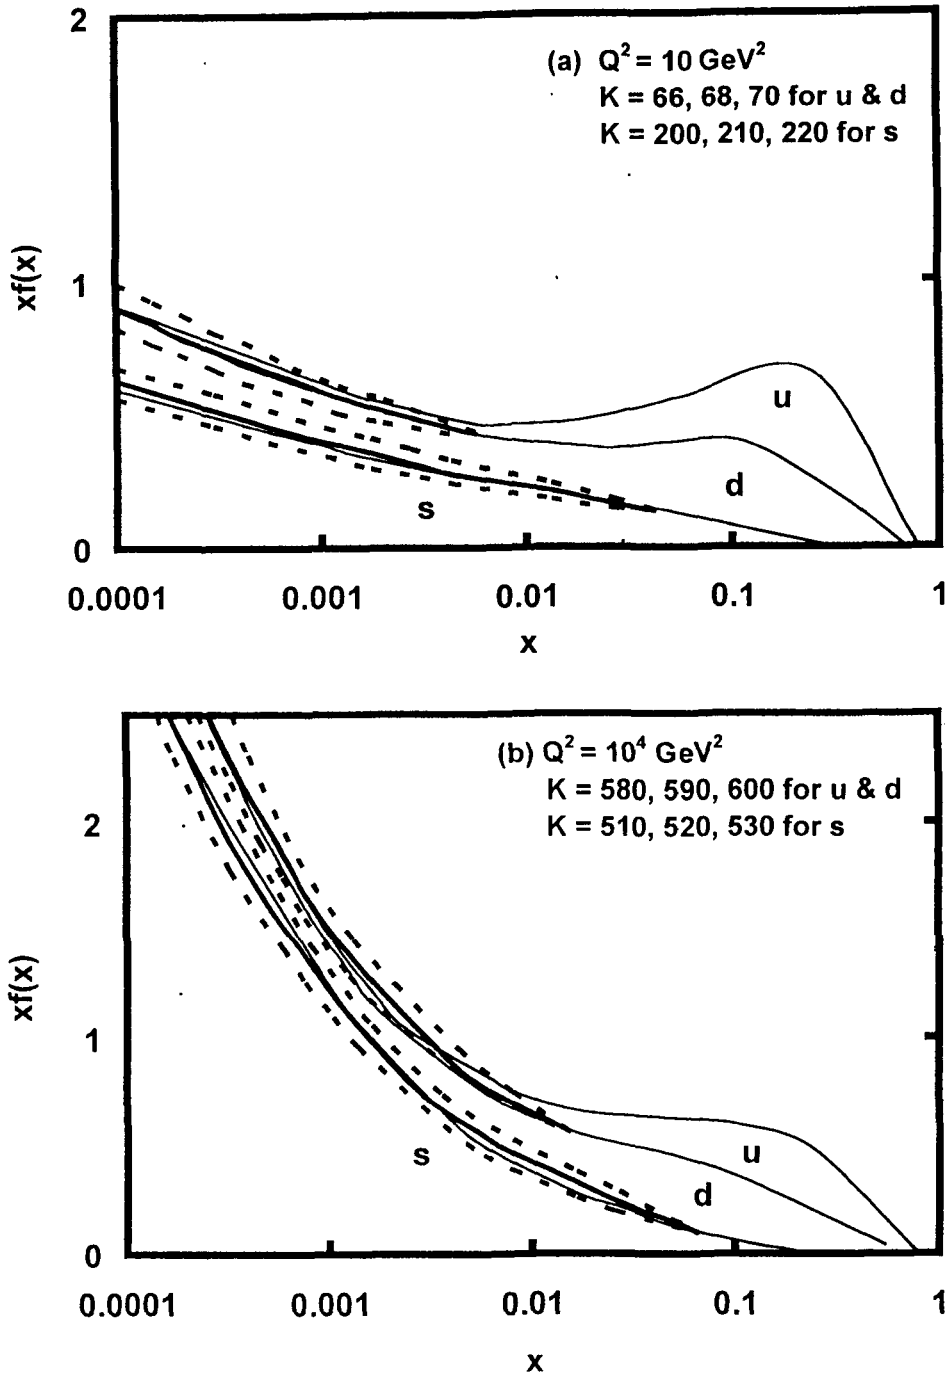 2
(a) Q² = 10 GeV²
K = 66, 68, 70 for u & d
K = 200, 210, 220 for s
xf(x)
1
u
d
s
0
0.0001 0.001 0.01 0.1 1
x
(b) Q² = 10⁴ GeV²
K = 580, 590, 600 for u & d
K = 510, 520, 530 for s
2
xf(x)
1
u
s
d
0
0.0001 0.001 0.01 0.1 1
x